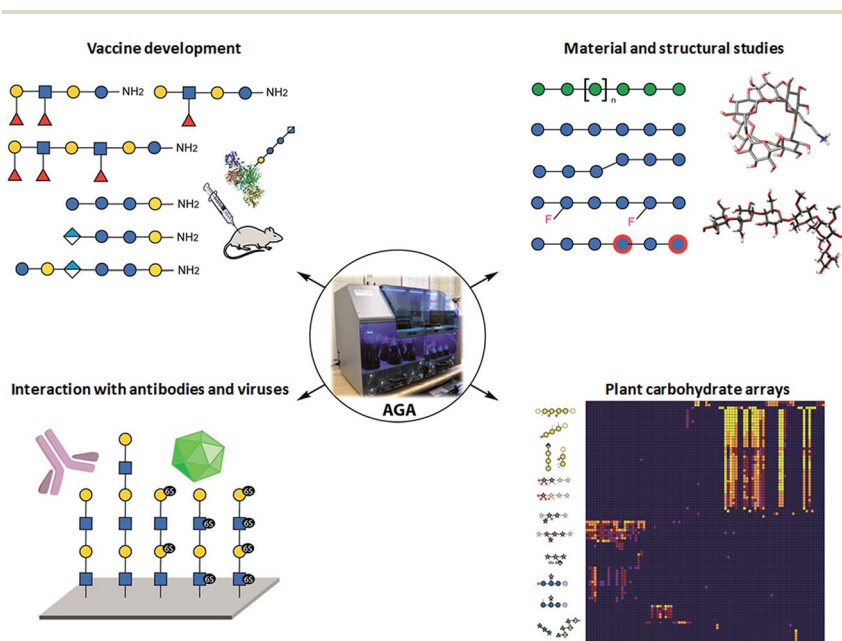 Vaccine development
NH2
NH2
NH2
NH2
NH2
NH2
Material and structural studies
n
F
F
AGA
Interaction with antibodies and viruses
6S
6S
6S
6S
6S
6S
6S
6S
Plant carbohydrate arrays